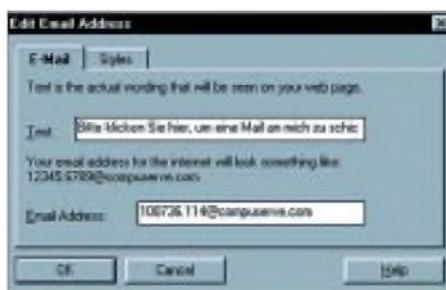 Edit Email Address
E-Mail Styles
Text is the actual wording that will be seen on your web page.
Text: Bitte klicken Sie hier, um eine Mail an mich zu schic
Your email address for the internet will look something like:
12345.6789@compuserve.com
Email Address: 100736.114@compuserve.com
OK Cancel Help